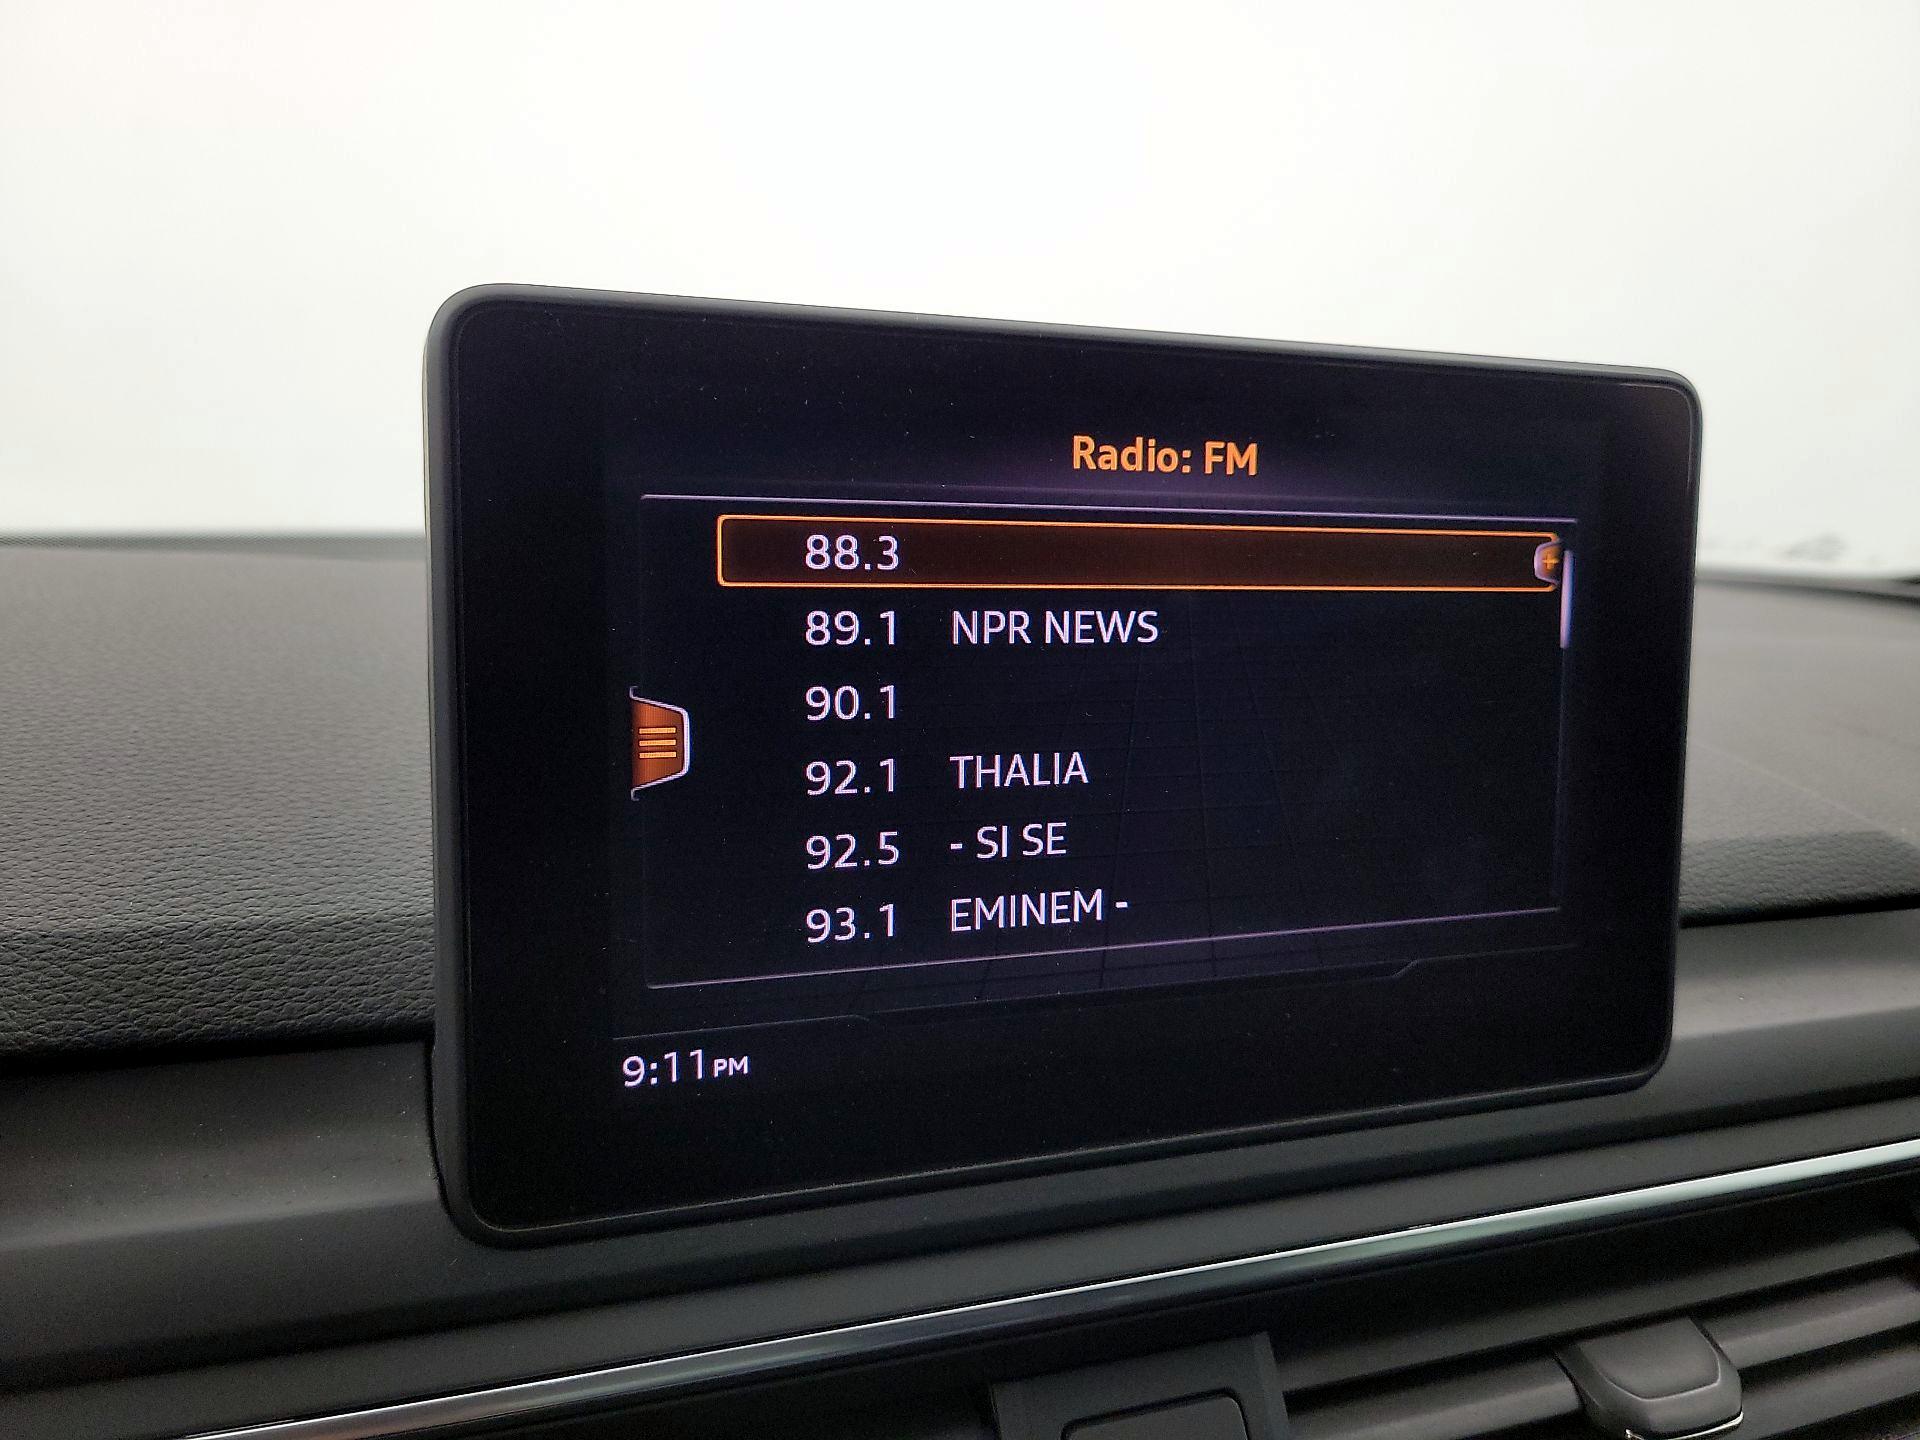 Radio: FM
88.3
89.1 NPR NEWS
90.1
92.1 THALIA
92.5 - SI SE
93.1 EMINEM -
9:11PM